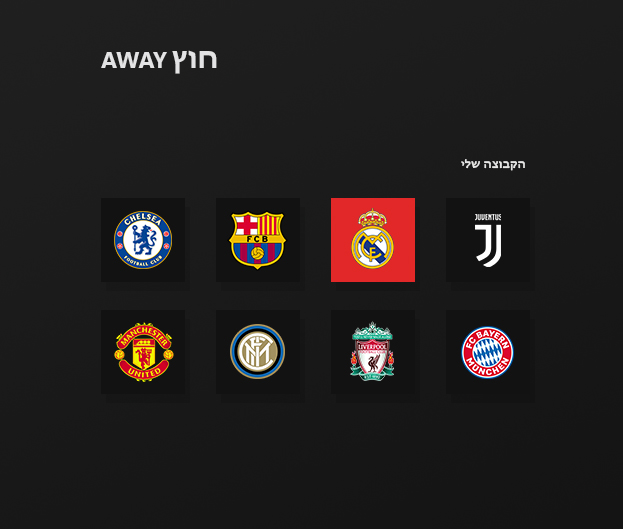 חוץ AWAY
הקבוצה שלי
JUVENTUS
FCB
CHELSEA
FOOTBALL CLUB
FC BAYERN
MÜNCHEN
LIVERPOOL
MANCHESTER
UNITED